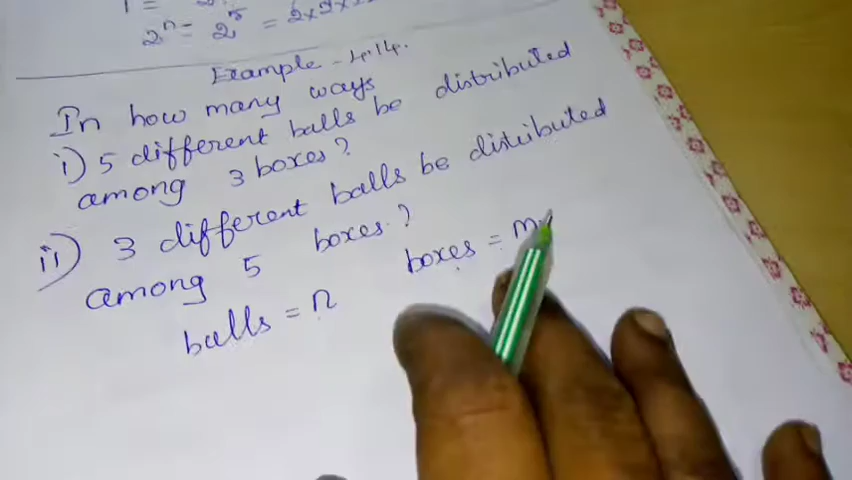 2ⁿ = 2⁵ = 2×2×
Example - 4.14.
In how many ways
i) 5 different balls be distributed
among 3 boxes?
ii) 3 different balls be distributed
among 5 boxes?
balls = n boxes = m